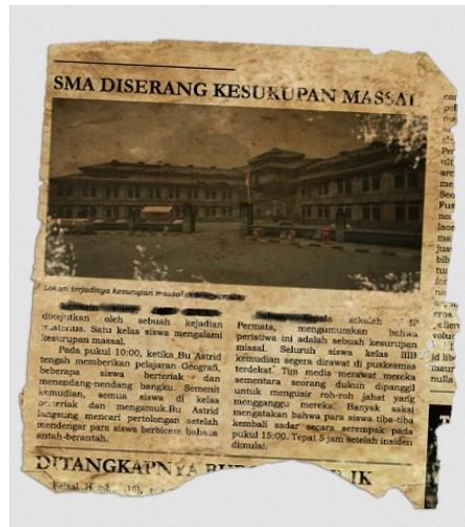 SMA DISERANG KESURUPAN MASSAL
Lokasi terjadinya kesurupan massal
dikejutkan oleh sebuah kejadian
misterius. Satu kelas siswa mengalami
kesurupan massal.
Pada pukul 10:00, ketika Bu Astrid
tengah memberikan pelajaran Geografi,
beberapa siswa berteriak dan
menendang-nendang bangku. Semenit
kemudian, semua siswa di kelas
berteriak dan mengamuk.Bu Astrid
langsung mencari pertolongan setelah
mendengar para siswa berbicara bahasa
entah-berantah.
kepala sekolah
Permata, mengumumkan bahwa
peristiwa ini adalah sebuah kesurupan
massal. Seluruh siswa kelas IIIB
kemudian segera dirawat di puskesmas
terdekat. Tim medis merawat mereka
sementara seorang dukun dipanggil
untuk mengusir roh-roh jahat yang
mengganggu mereka. Banyak saksi
mengatakan bahwa para siswa tiba-tiba
kembali sadar secara serempak pada
pukul 15:00. Tepat 5 jam setelah insiden
dimulai.
DITANGKAPNYA
Faisal